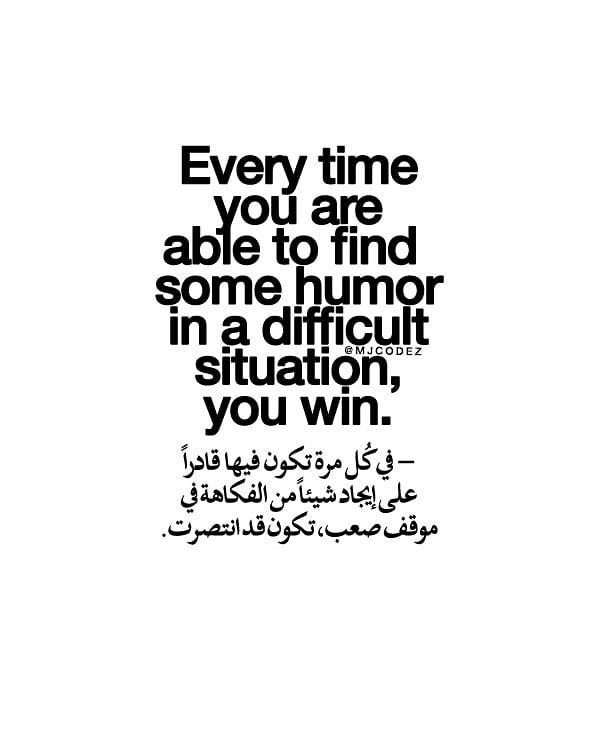 Every time
you are
able to find
some humor
in a difficult
@MJCODEZ
situation,
you win.
– في كُل مرة تكون فيها قادراً
على إيجاد شيئاً من الفكاهة في
موقف صعب، تكون قد انتصرت.